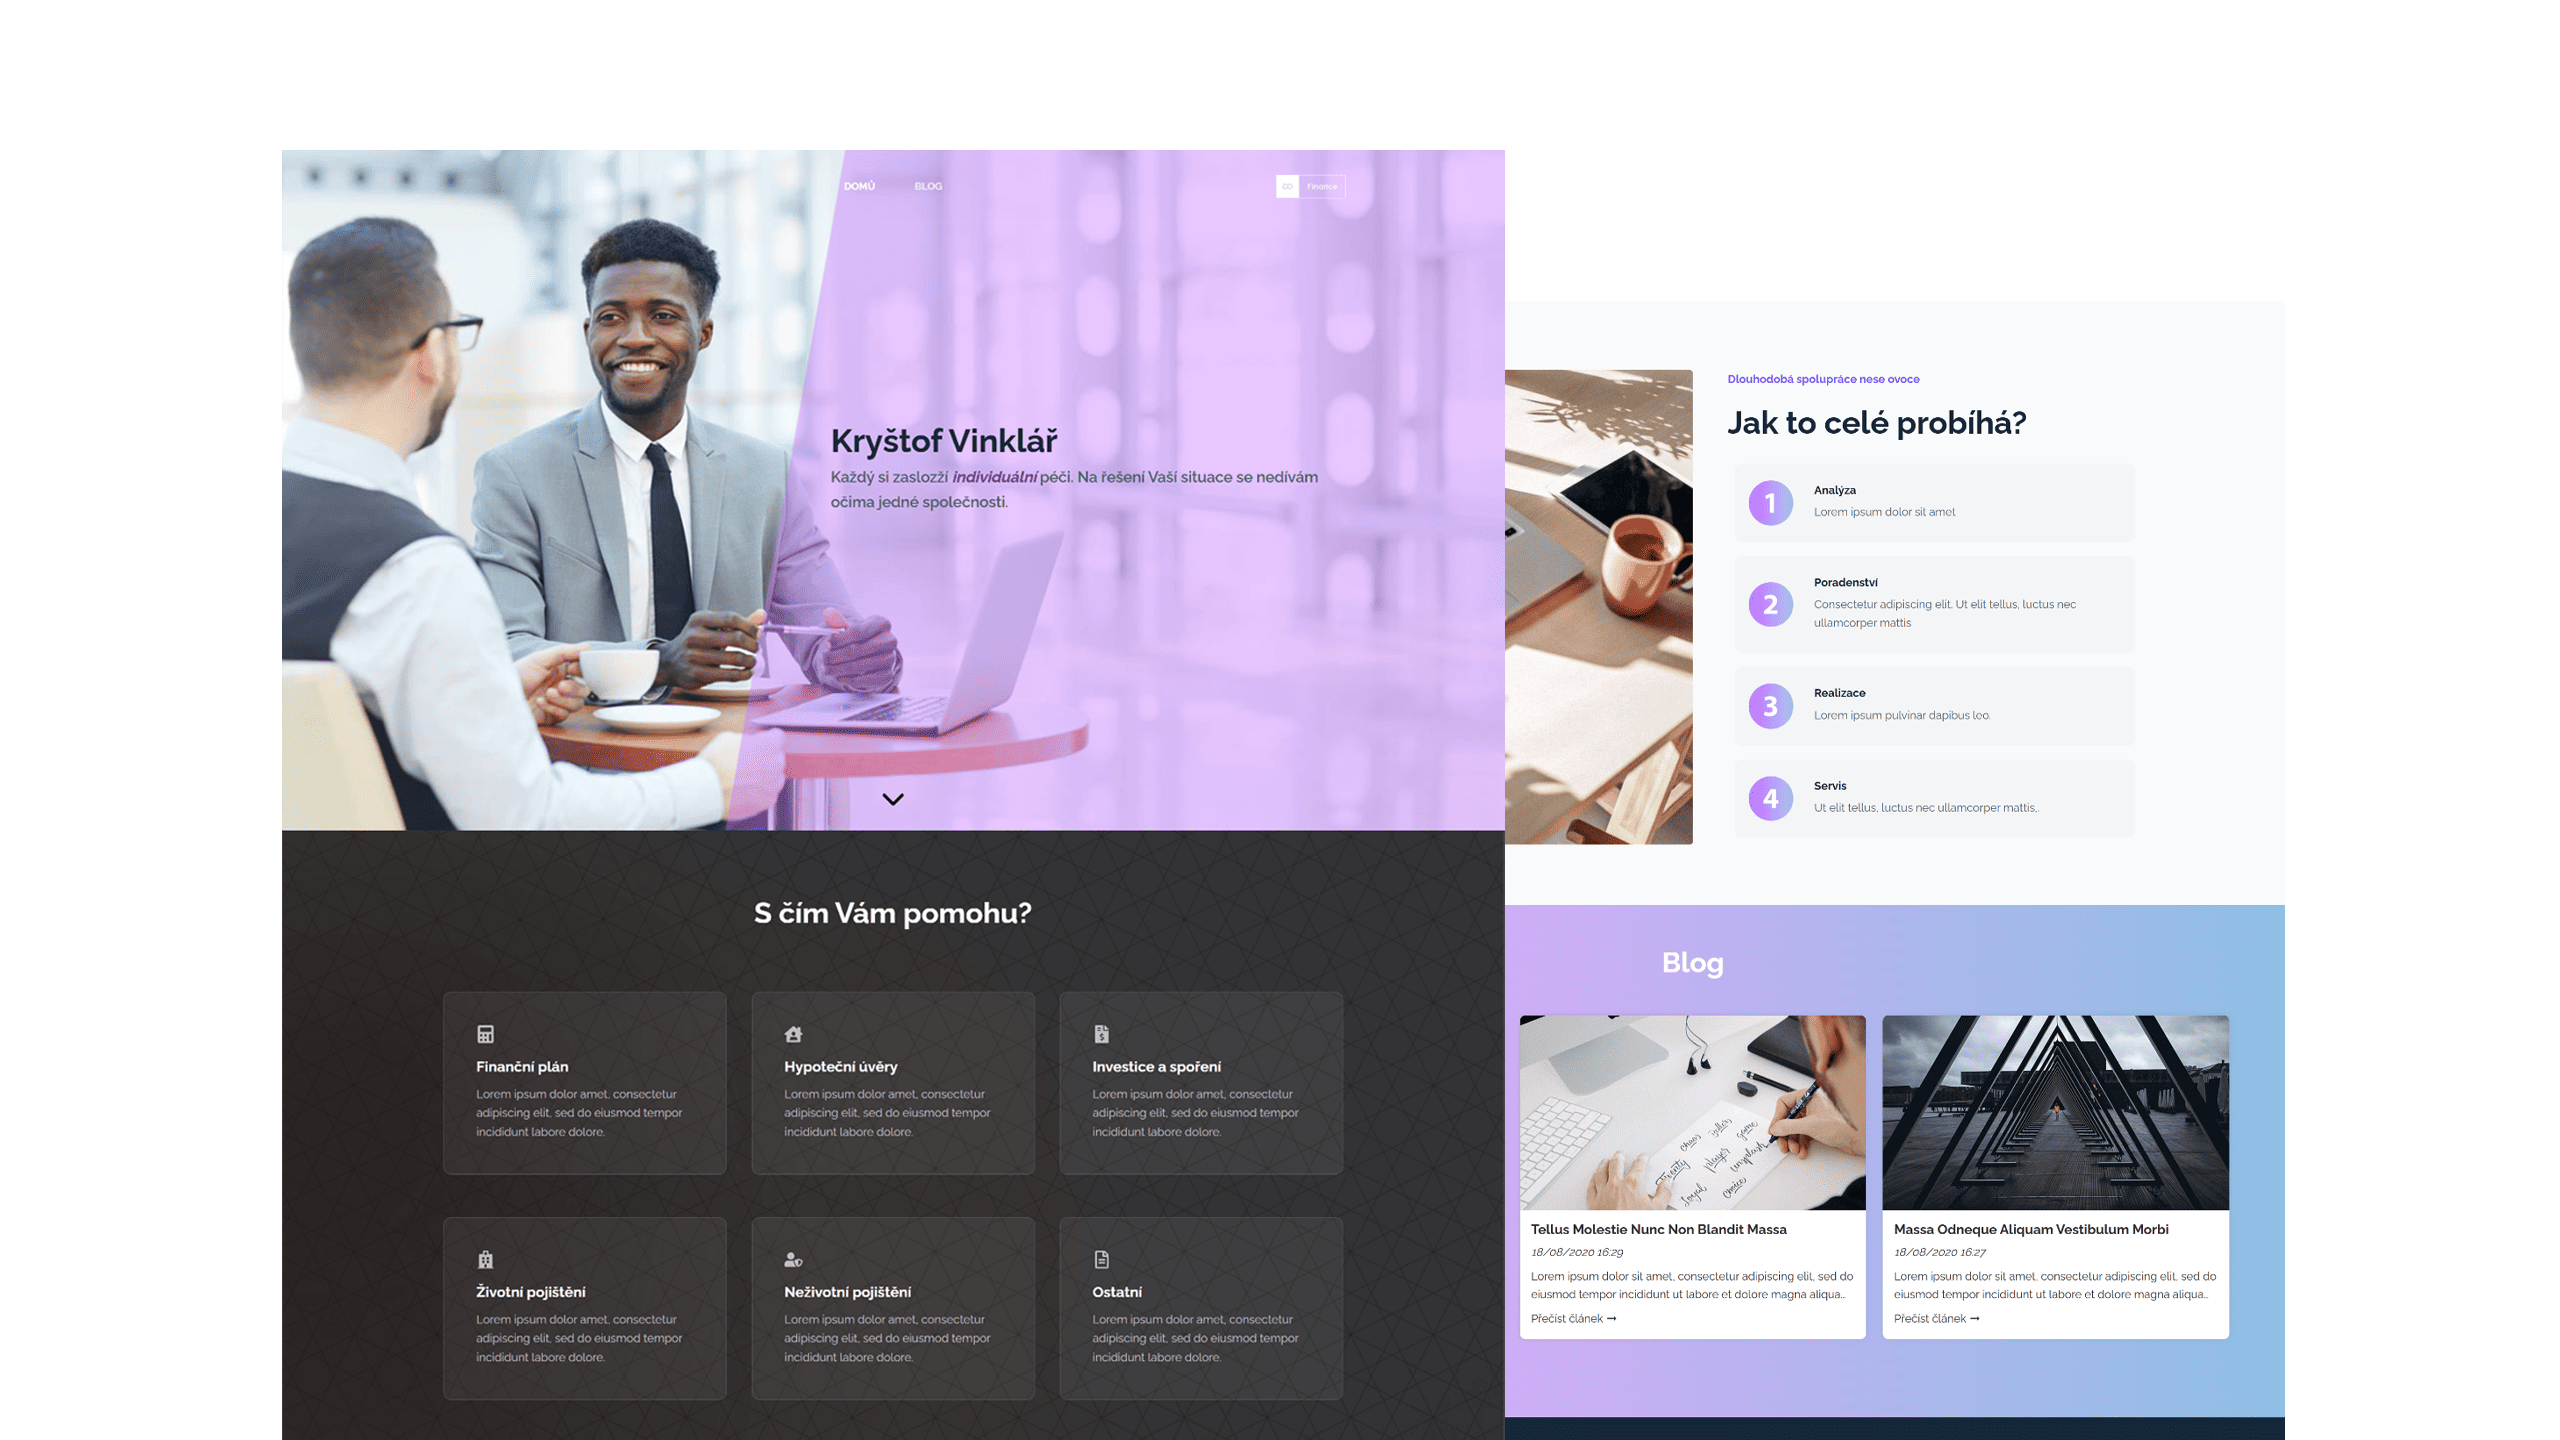 DOMŮ BLOG
DO Finance
Kryštof Vinklář
Každý si zaslozží individuální péči. Na řešení Vaší situace se nedívám
očima jedné společnosti.
S čím Vám pomohu?
Finanční plán
Lorem ipsum dolor amet, consectetur
adipiscing elit, sed do eiusmod tempor
incididunt labore dolore.
Hypoteční úvěry
Lorem ipsum dolor amet, consectetur
adipiscing elit, sed do eiusmod tempor
incididunt labore dolore.
Investice a spoření
Lorem ipsum dolor amet, consectetur
adipiscing elit, sed do eiusmod tempor
incididunt labore dolore.
Životní pojištění
Lorem ipsum dolor amet, consectetur
adipiscing elit, sed do eiusmod tempor
incididunt labore dolore.
Neživotní pojištění
Lorem ipsum dolor amet, consectetur
adipiscing elit, sed do eiusmod tempor
incididunt labore dolore.
Ostatní
Lorem ipsum dolor amet, consectetur
adipiscing elit, sed do eiusmod tempor
incididunt labore dolore.
Dlouhodobá spolupráce nese ovoce
Jak to celé probíhá?
1
Analýza
Lorem ipsum dolor sit amet
2
Poradenství
Consectetur adipiscing elit. Ut elit tellus, luctus nec
ullamcorper mattis
3
Realizace
Lorem ipsum pulvinar dapibus leo.
4
Servis
Ut elit tellus, luctus nec ullamcorper mattis,.
Blog
chaos
rollers
game
Twenty
player
unsplash
loyal
choice
Tellus Molestie Nunc Non Blandit Massa
18/08/2020 16:29
Lorem ipsum dolor sit amet, consectetur adipiscing elit, sed do
eiusmod tempor incididunt ut labore et dolore magna aliqua...
Přečíst článek →
Massa Odneque Aliquam Vestibulum Morbi
18/08/2020 16:27
Lorem ipsum dolor sit amet, consectetur adipiscing elit, sed do
eiusmod tempor incididunt ut labore et dolore magna aliqua...
Přečíst článek →